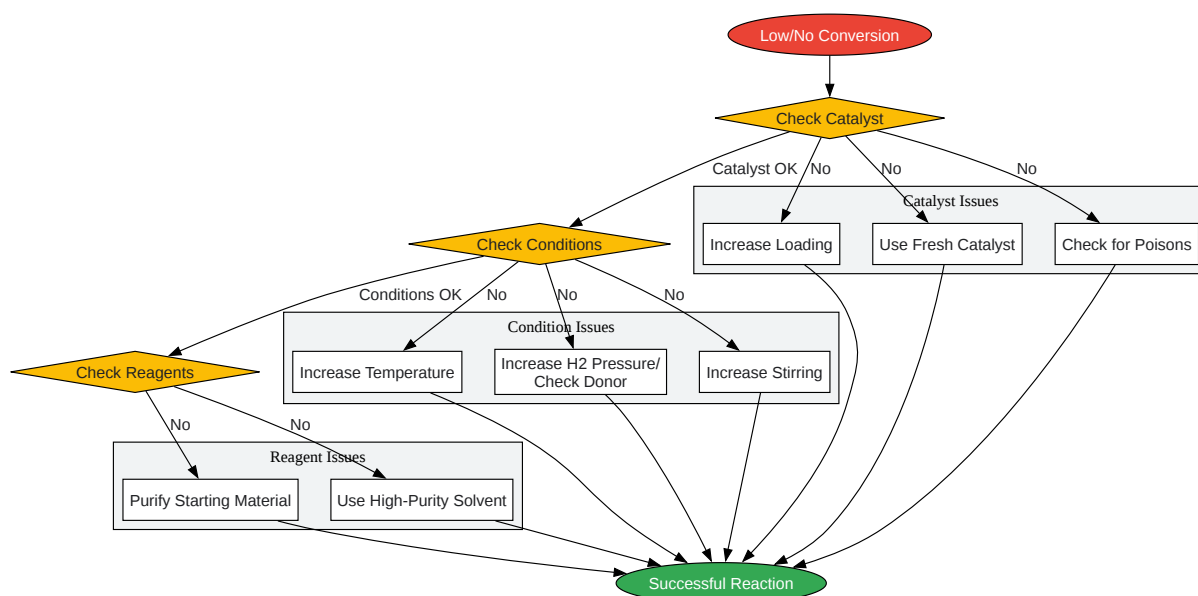 Low/No Conversion
Check Catalyst
Catalyst OK
No
No
No
Catalyst Issues
Increase Loading
Use Fresh Catalyst
Check for Poisons
Check Conditions
Conditions OK
No
No
No
Condition Issues
Increase Temperature
Increase H2 Pressure/
Check Donor
Increase Stirring
Check Reagents
No
No
Reagent Issues
Purify Starting Material
Use High-Purity Solvent
Successful Reaction